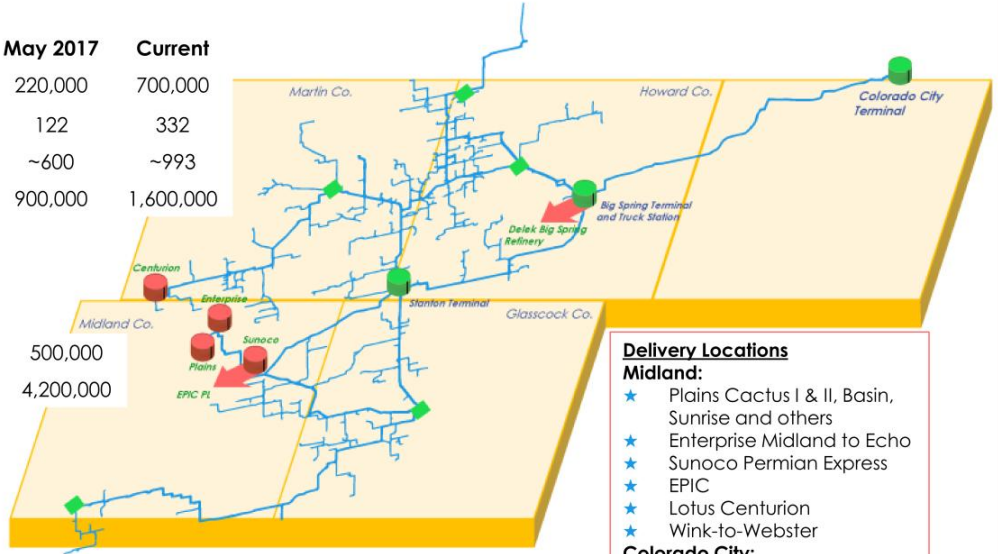 May 2017 Current
220,000 700,000
122 332
~600 ~993
900,000 1,600,000
Martin Co.
Howard Co.
Colorado City
Terminal
Big Spring Terminal
and Truck Station
Delek Big Spring
Refinery
Centurion
Enterprise
Stanton Terminal
Midland Co.
Glasscock Co.
Sunoco
Plains
EPIC PL
500,000
4,200,000
Delivery Locations
Midland:
★ Plains Cactus I & II, Basin,
Sunrise and others
★ Enterprise Midland to Echo
★ Sunoco Permian Express
★ EPIC
★ Lotus Centurion
★ Wink-to-Webster
Colorado City: